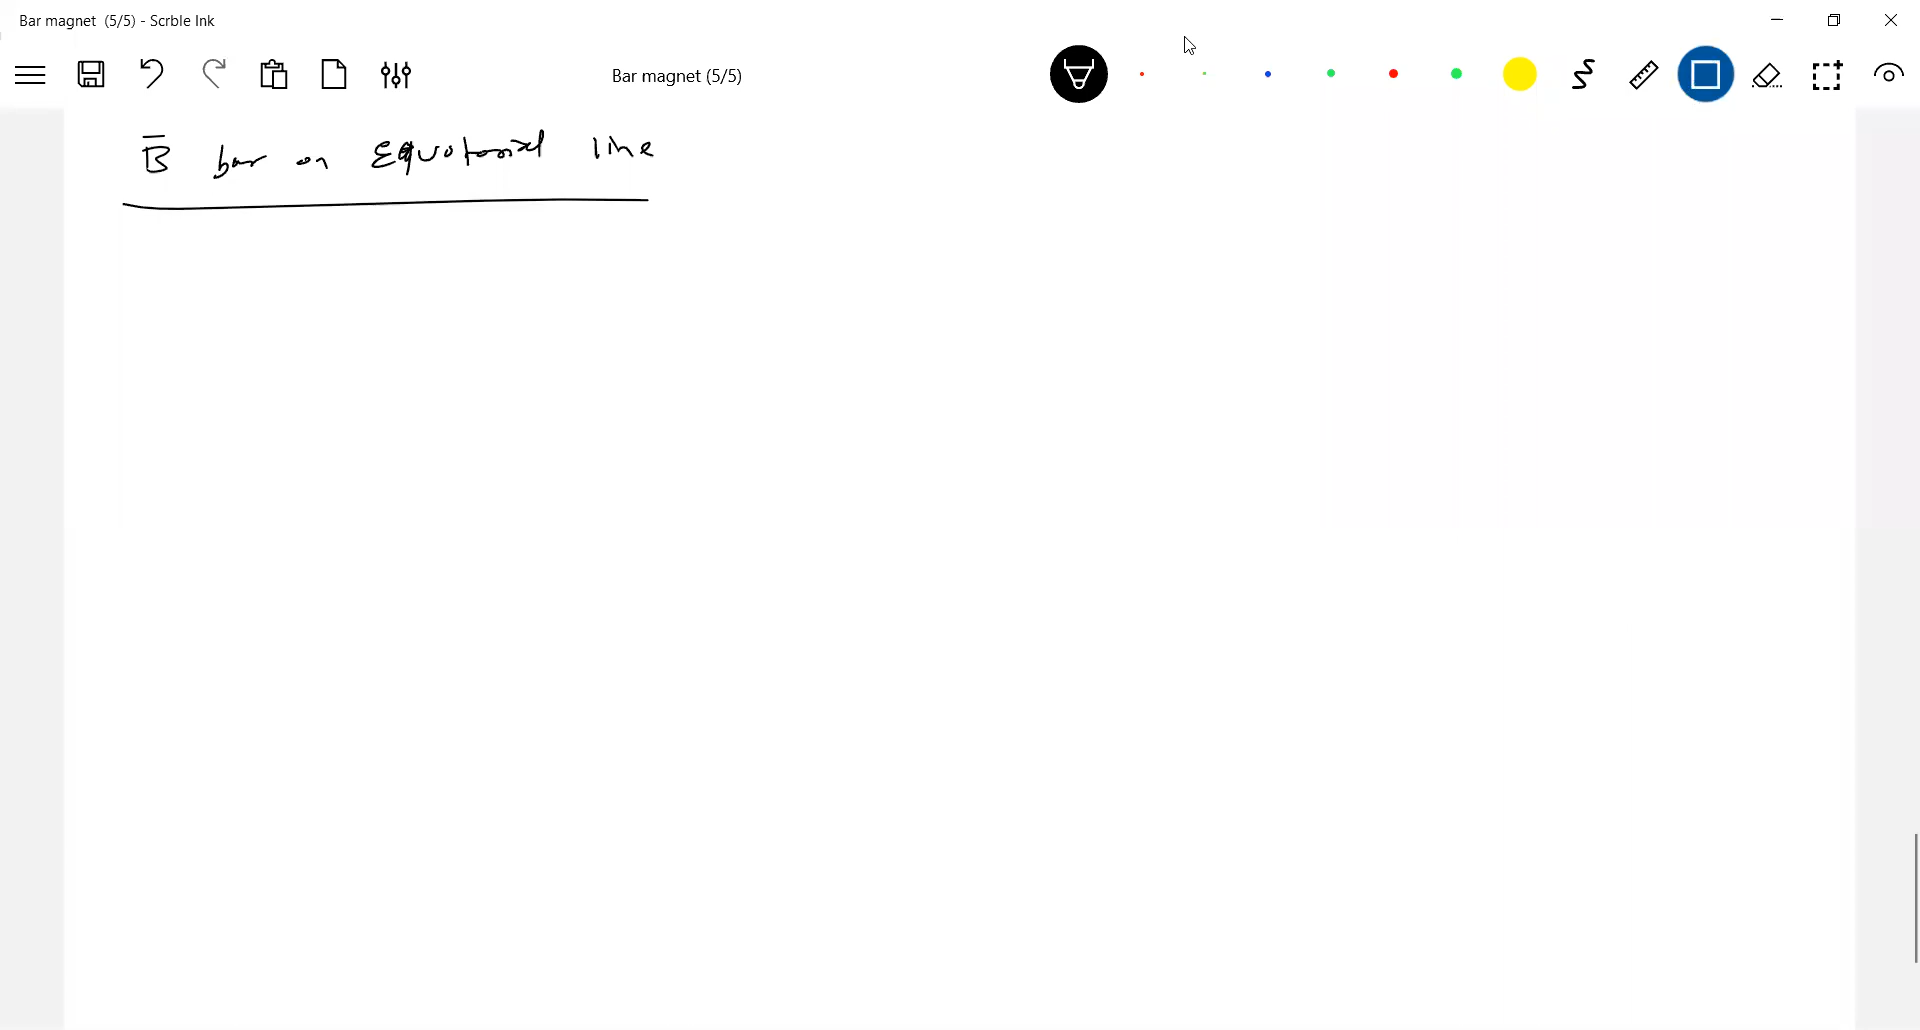 Bar magnet (5/5) - Scrble Ink
Bar magnet (5/5)
B̅ bar on Equatorial line